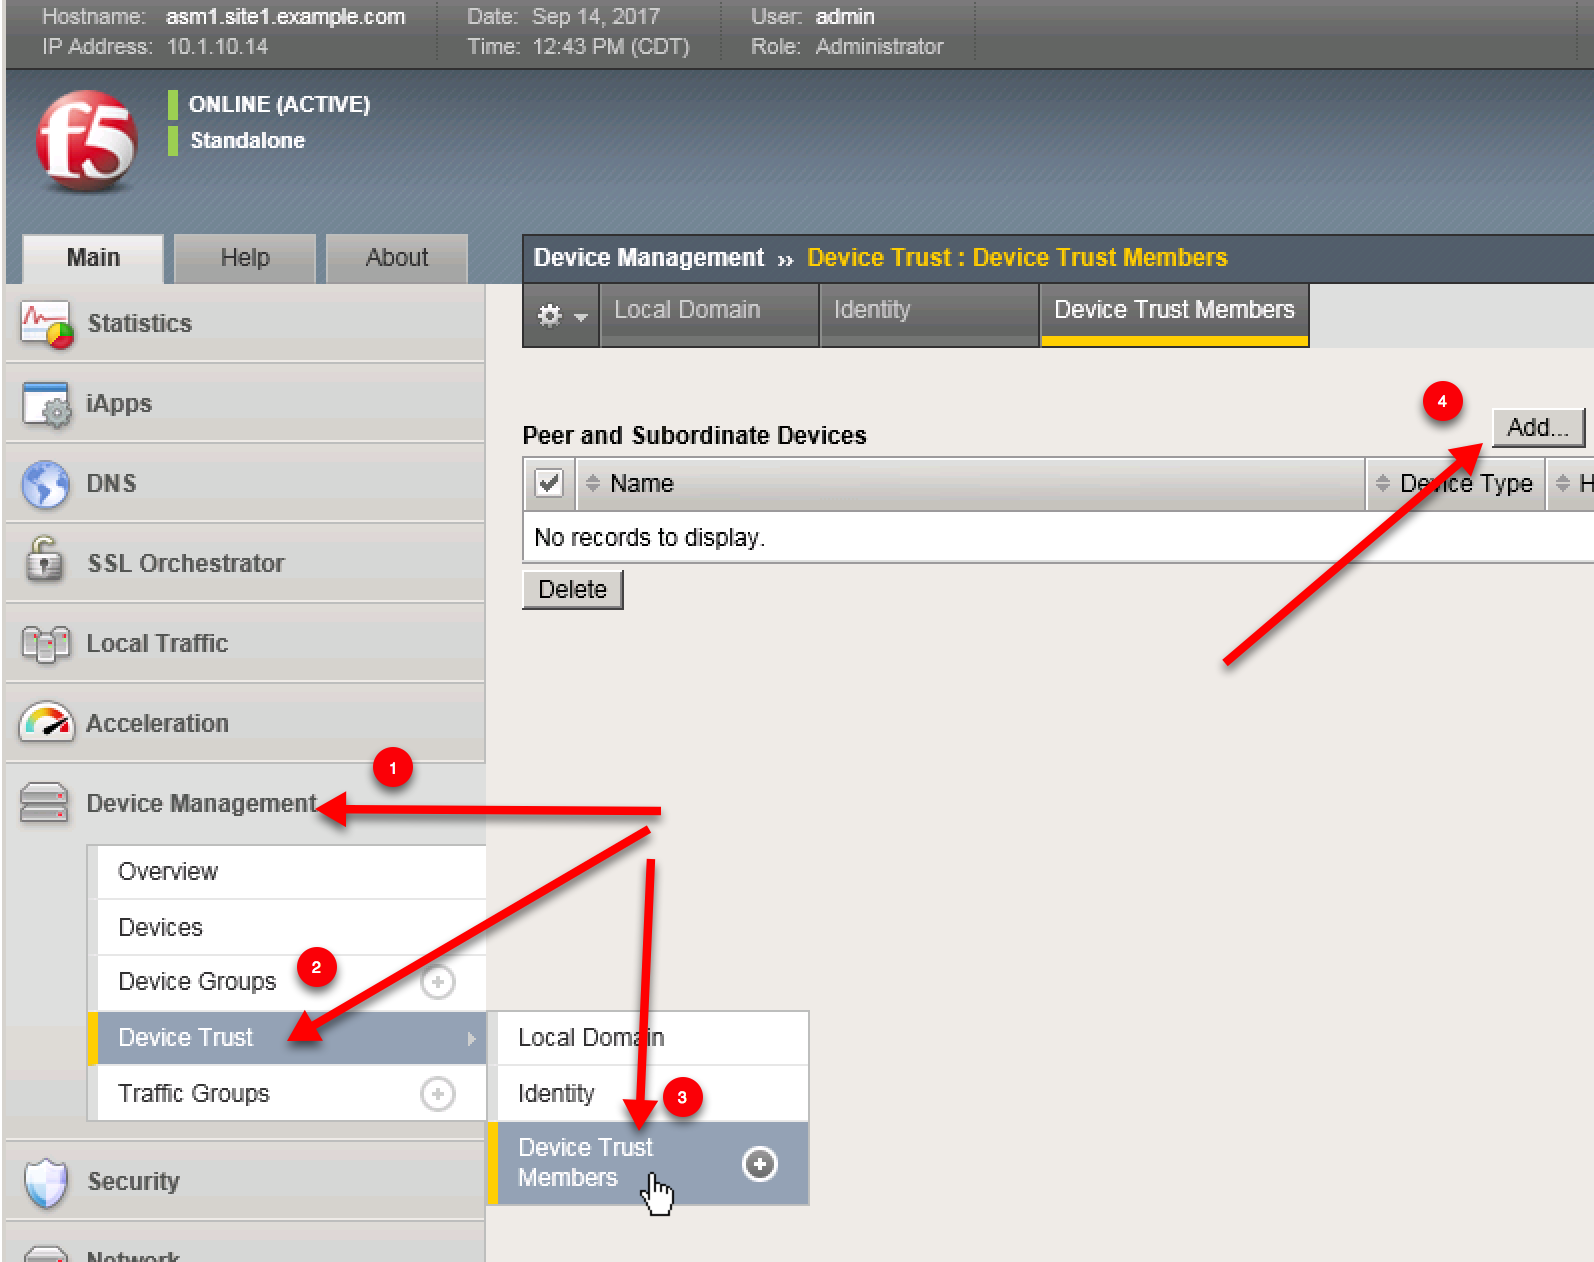 Hostname: asm1.site1.example.com Date: Sep 14, 2017 User: admin
IP Address: 10.1.10.14 Time: 12:43 PM (CDT) Role: Administrator
f5
ONLINE (ACTIVE)
Standalone
Main Help About
Device Management ›› Device Trust : Device Trust Members
Local Domain Identity Device Trust Members
Statistics
iApps
DNS
SSL Orchestrator
Local Traffic
Acceleration
Device Management
Overview
Devices
Device Groups
Device Trust
Traffic Groups
Security
Network
4
Add...
Peer and Subordinate Devices
Name Device Type H
No records to display.
Delete
1
2
Local Domain
Identity
3
Device Trust
Members